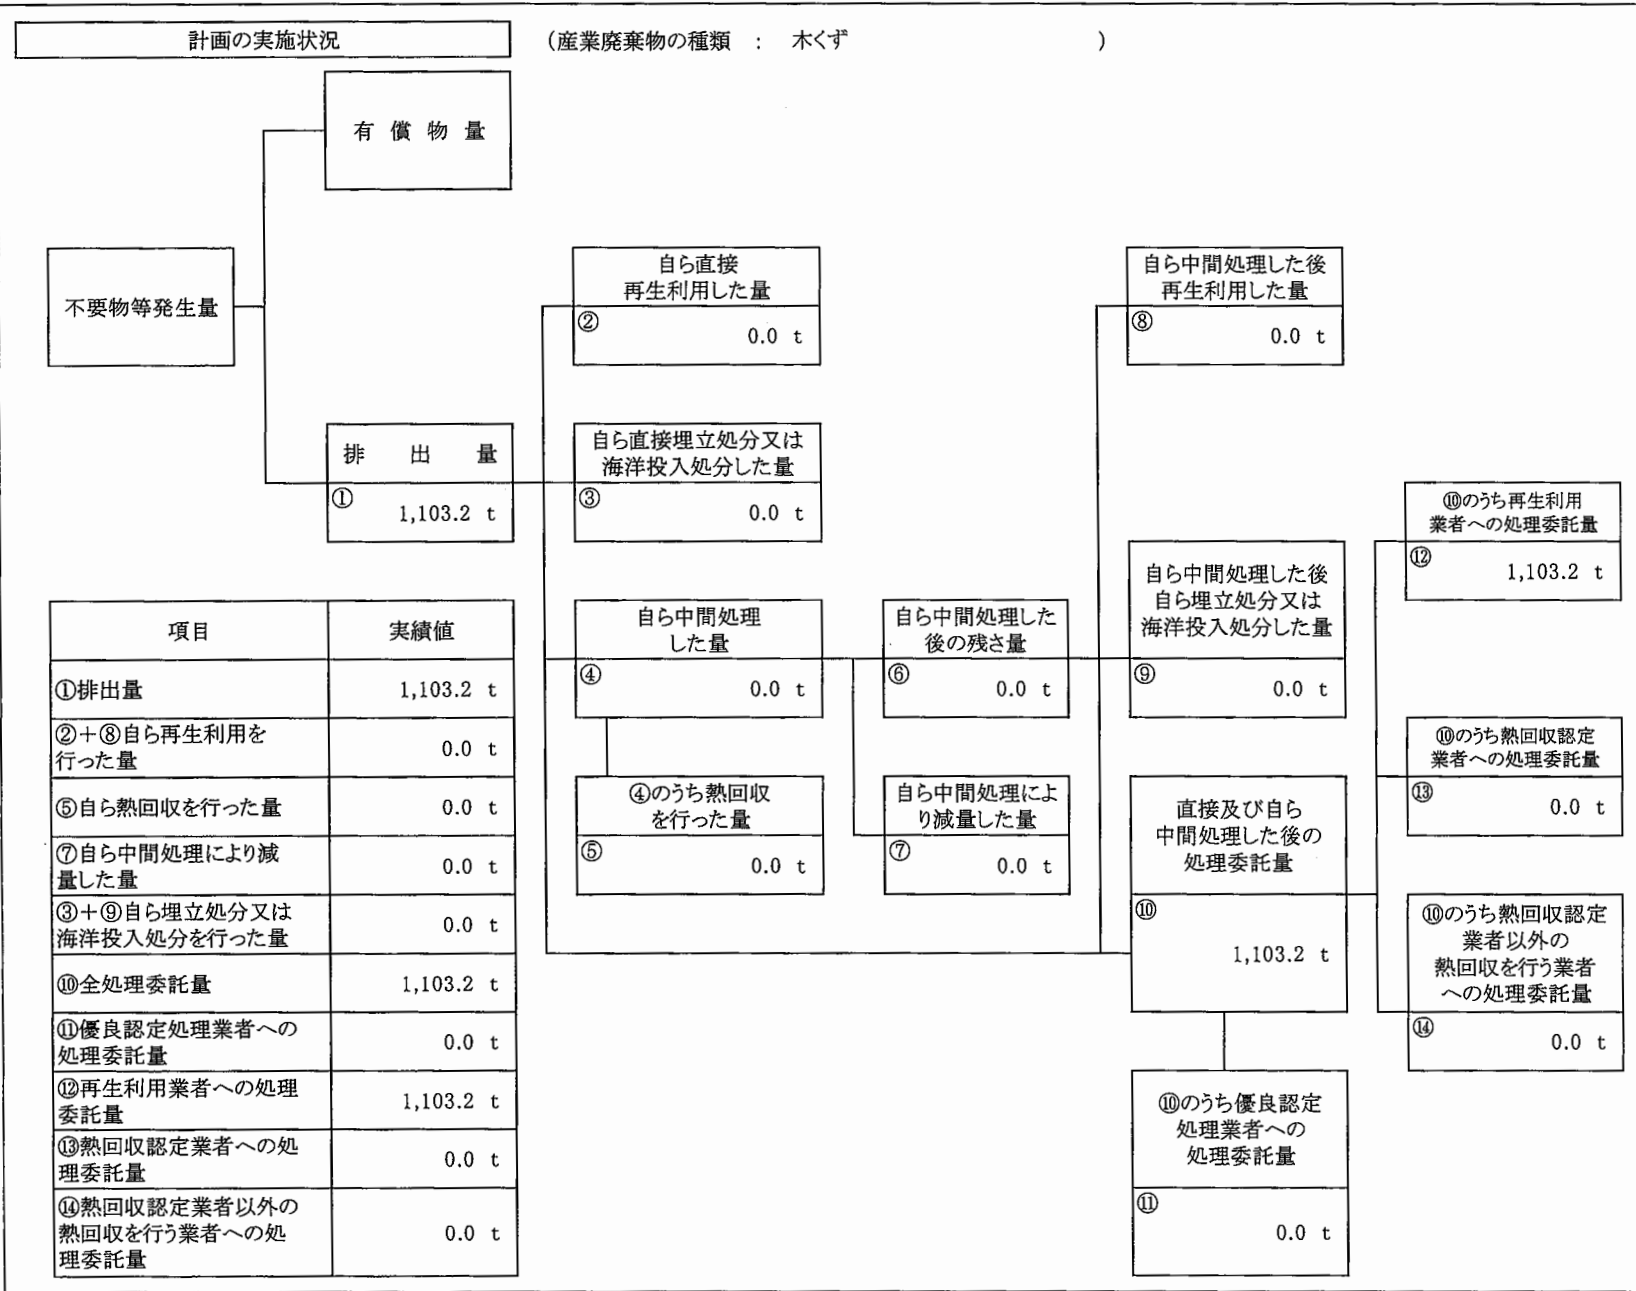 計画の実施状況
(産業廃棄物の種類 : 木くず )
有 償 物 量
不要物等発生量
自ら直接
再生利用した量
② 0.0 t
自ら中間処理した後
再生利用した量
⑧ 0.0 t
排 出 量
① 1,103.2 t
自ら直接埋立処分又は
海洋投入処分した量
③ 0.0 t
⑩のうち再生利用
業者への処理委託量
⑫ 1,103.2 t
自ら中間処理した後
自ら埋立処分又は
海洋投入処分した量
⑨ 0.0 t
自ら中間処理
した量
④ 0.0 t
自ら中間処理した
後の残さ量
⑥ 0.0 t
⑩のうち熱回収認定
業者への処理委託量
⑬ 0.0 t
④のうち熱回収
を行った量
⑤ 0.0 t
自ら中間処理によ
り減量した量
⑦ 0.0 t
直接及び自ら
中間処理した後の
処理委託量
⑩
1,103.2 t
⑩のうち熱回収認定
業者以外の
熱回収を行う業者
への処理委託量
⑭ 0.0 t
⑩のうち優良認定
処理業者への
処理委託量
⑪
0.0 t
項目 実績値
①排出量 1,103.2 t
②+⑧自ら再生利用を
行った量 0.0 t
⑤自ら熱回収を行った量 0.0 t
⑦自ら中間処理により減
量した量 0.0 t
③+⑨自ら埋立処分又は
海洋投入処分を行った量 0.0 t
⑩全処理委託量 1,103.2 t
⑪優良認定処理業者への
処理委託量 0.0 t
⑫再生利用業者への処理
委託量 1,103.2 t
⑬熱回収認定業者への処
理委託量 0.0 t
⑭熱回収認定業者以外の
熱回収を行う業者への処
理委託量 0.0 t